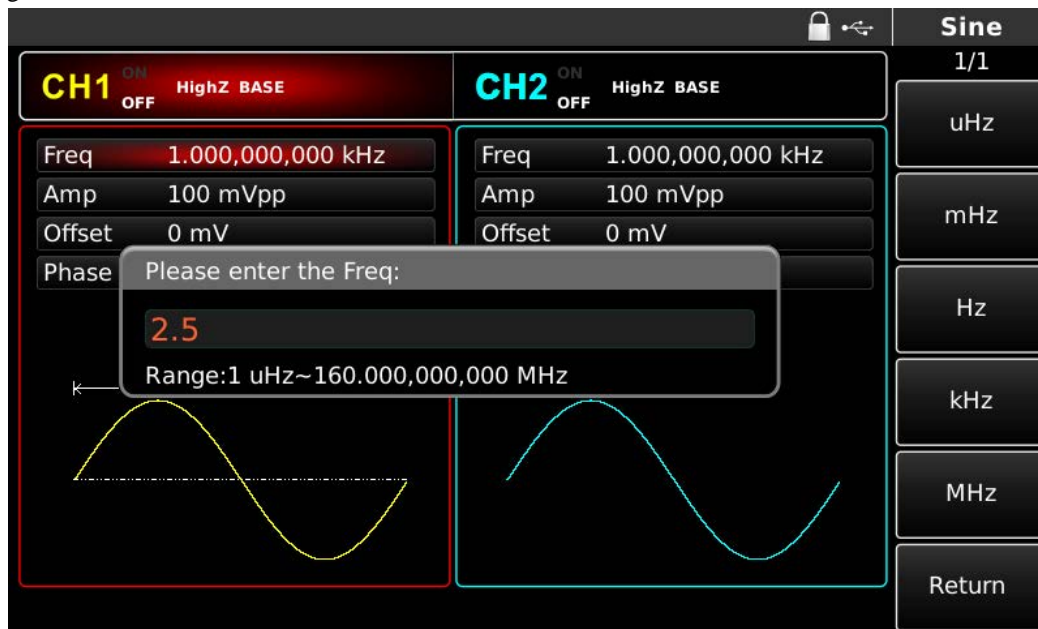 Sine
1/1
CH1 ON OFF HighZ BASE
CH2 ON OFF HighZ BASE
Freq 1.000,000,000 kHz
Amp 100 mVpp
Offset 0 mV
Phase
Freq 1.000,000,000 kHz
Amp 100 mVpp
Offset 0 mV
Please enter the Freq:
2.5
Range:1 uHz~160.000,000,000 MHz
uHz
mHz
Hz
kHz
MHz
Return